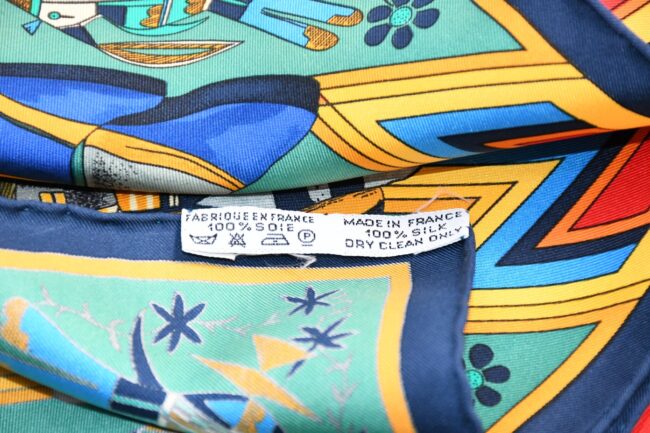 FABRIQUE EN FRANCE
100% SOIE
P
MADE IN FRANCE
100% SILK
DRY CLEAN ONLY